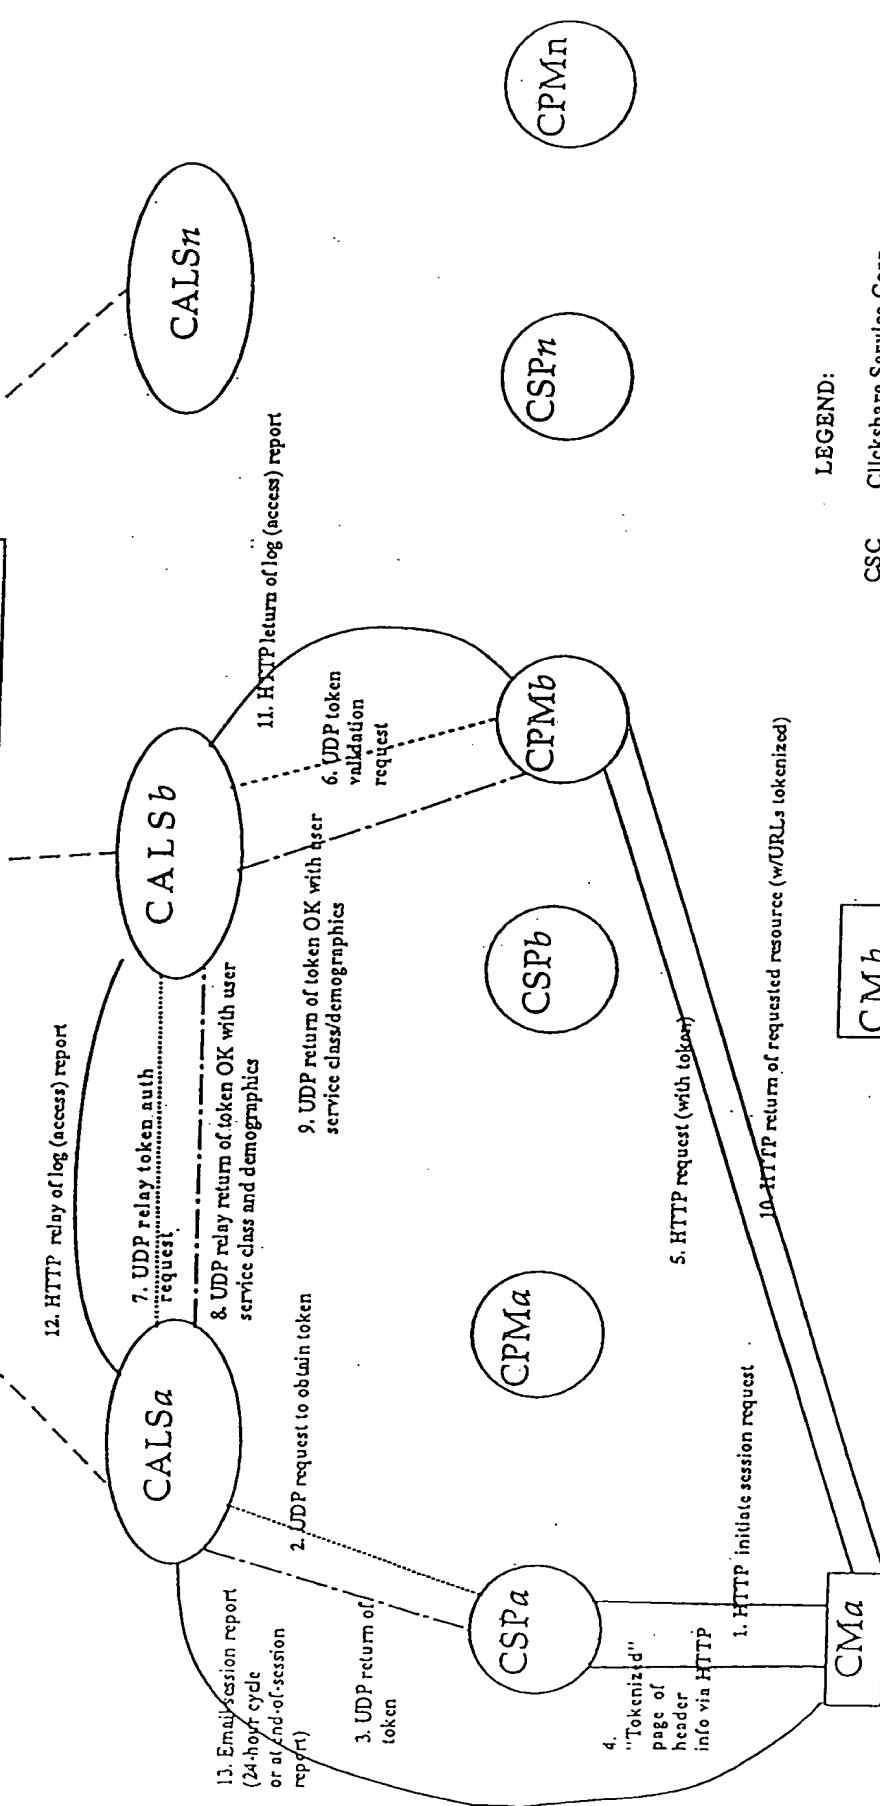 12. HTTP relay of log (access) report
CALSa
CALSb
CALSn
7. UDP relay token auth
request
8. UDP relay return of token OK with user
service class and demographics
11. HTTP return of log (access) report
13. Email session report
(24-hour cycle
or at end-of-session
report)
2. UDP request to obtain token
9. UDP return of token OK with user
service class/demographics
6. UDP token
validation
request
3. UDP return of
token
CSPa
CPMa
CSPb
CPMb
CSPn
CPMn
4.
"Tokenized"
page of
header
info via HTTP
1. HTTP initiate session request
5. HTTP request (with token)
10. HTTP return of requested resource (w/URLs tokenized)
CMa
CMb
LEGEND:
CSC Clickshare Service Corp